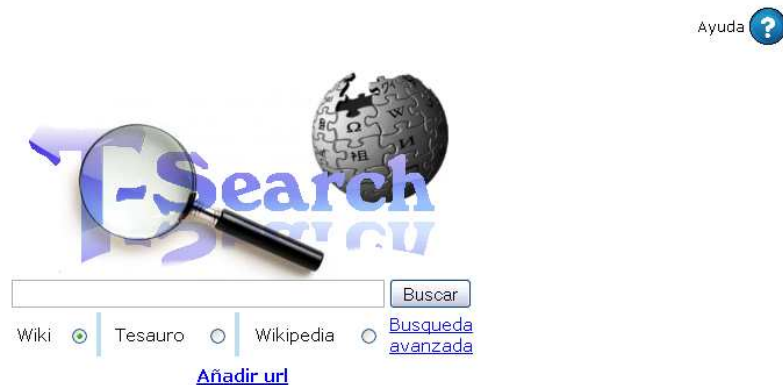 Ayuda ?
T-Search
Buscar
Wiki Tesauro Wikipedia Busqueda
avanzada
Añadir url